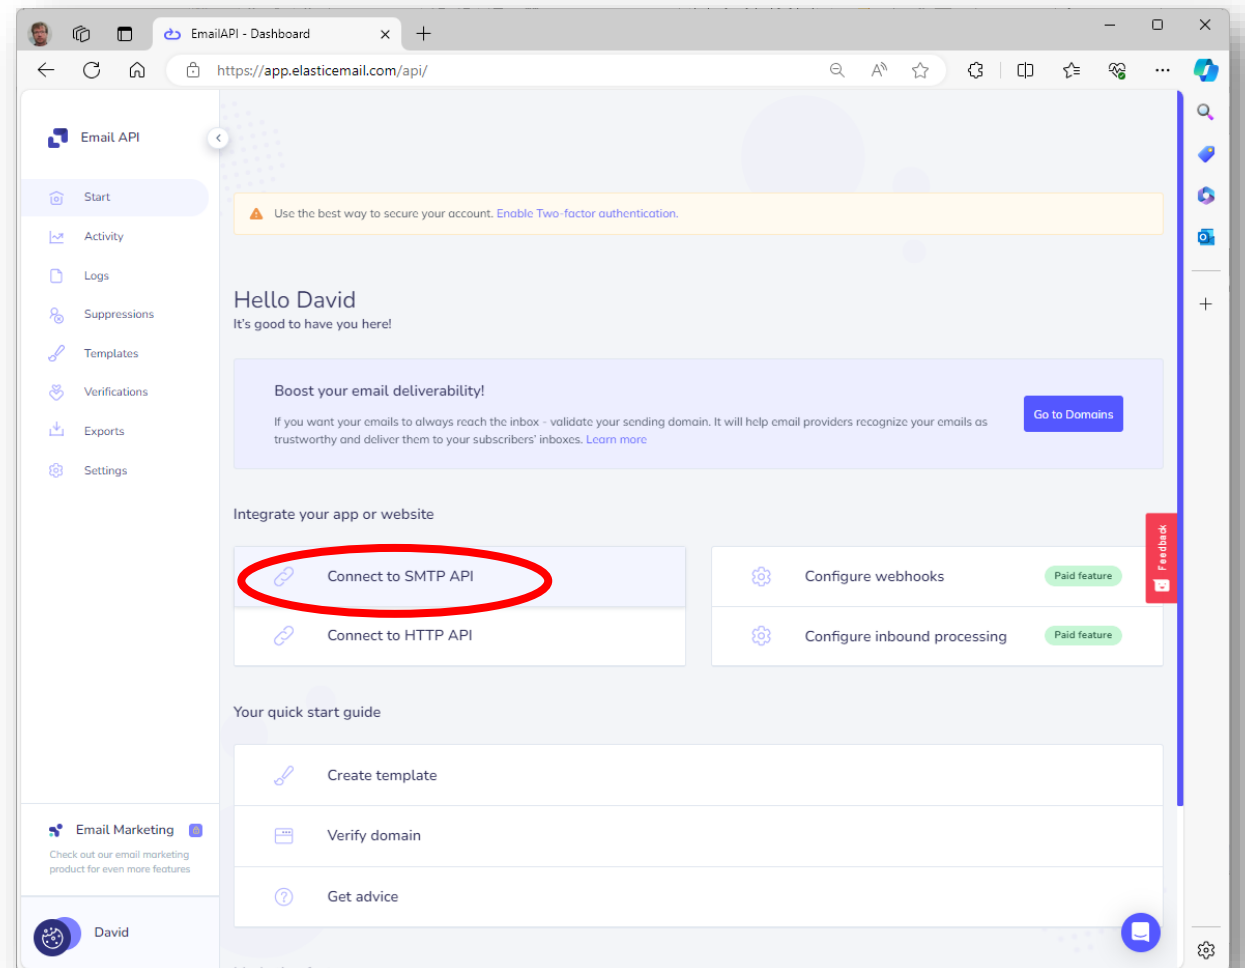 EmailAPI - Dashboard
https://app.elasticemail.com/api/
Email API
Start
Activity
Logs
Suppressions
Templates
Verifications
Exports
Settings
Email Marketing
Check out our email marketing
product for even more features
David
Use the best way to secure your account. Enable Two-factor authentication.
Hello David
It's good to have you here!
Boost your email deliverability!
If you want your emails to always reach the inbox - validate your sending domain. It will help email providers recognize your emails as
trustworthy and deliver them to your subscribers' inboxes. Learn more
Go to Domains
Integrate your app or website
Connect to SMTP API
Connect to HTTP API
Configure webhooks
Paid feature
Configure inbound processing
Paid feature
Feedback
Your quick start guide
Create template
Verify domain
Get advice